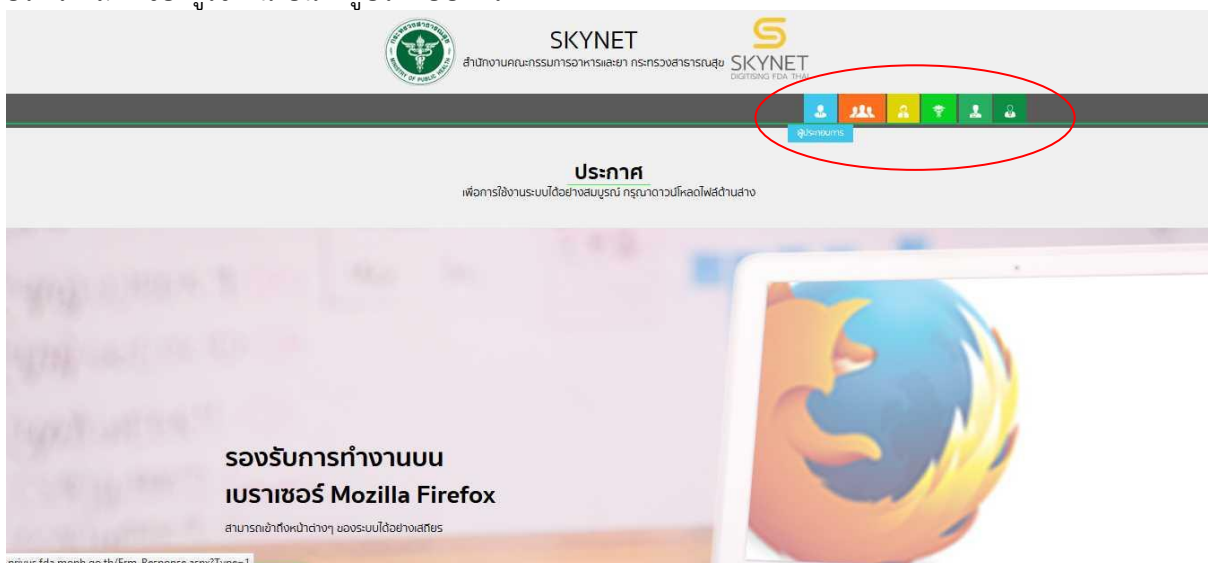 SKYNET
สำนักงานคณะกรรมการอาหารและยา กระทรวงสาธารณสุข
SKYNET
DIGITISING FDA THAI
ผู้ประกอบการ
ประกาศ
เพื่อการใช้งานระบบได้อย่างสมบูรณ์ กรุณาดาวน์โหลดไฟล์ด้านล่าง
รองรับการทำงานบน
เบราเซอร์ Mozilla Firefox
สามารถเข้าถึงหน้าต่างๆ ของระบบได้อย่างเสถียร
privus.fda.moph.go.th/Frm_Response.aspx?Type=1